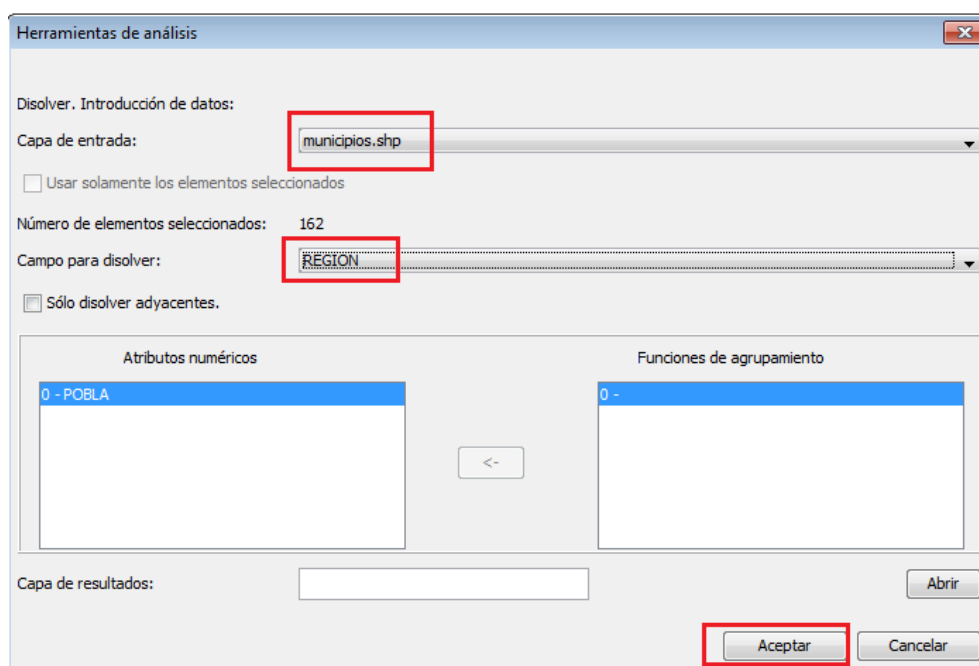 Herramientas de análisis
Disolver. Introducción de datos:
Capa de entrada: municipios.shp
Usar solamente los elementos seleccionados
Número de elementos seleccionados: 162
Campo para disolver: REGION
Sólo disolver adyacentes.
Atributos numéricos Funciones de agrupamiento
0 - POBLA 0 -
<-
Capa de resultados: Abrir
Aceptar Cancelar